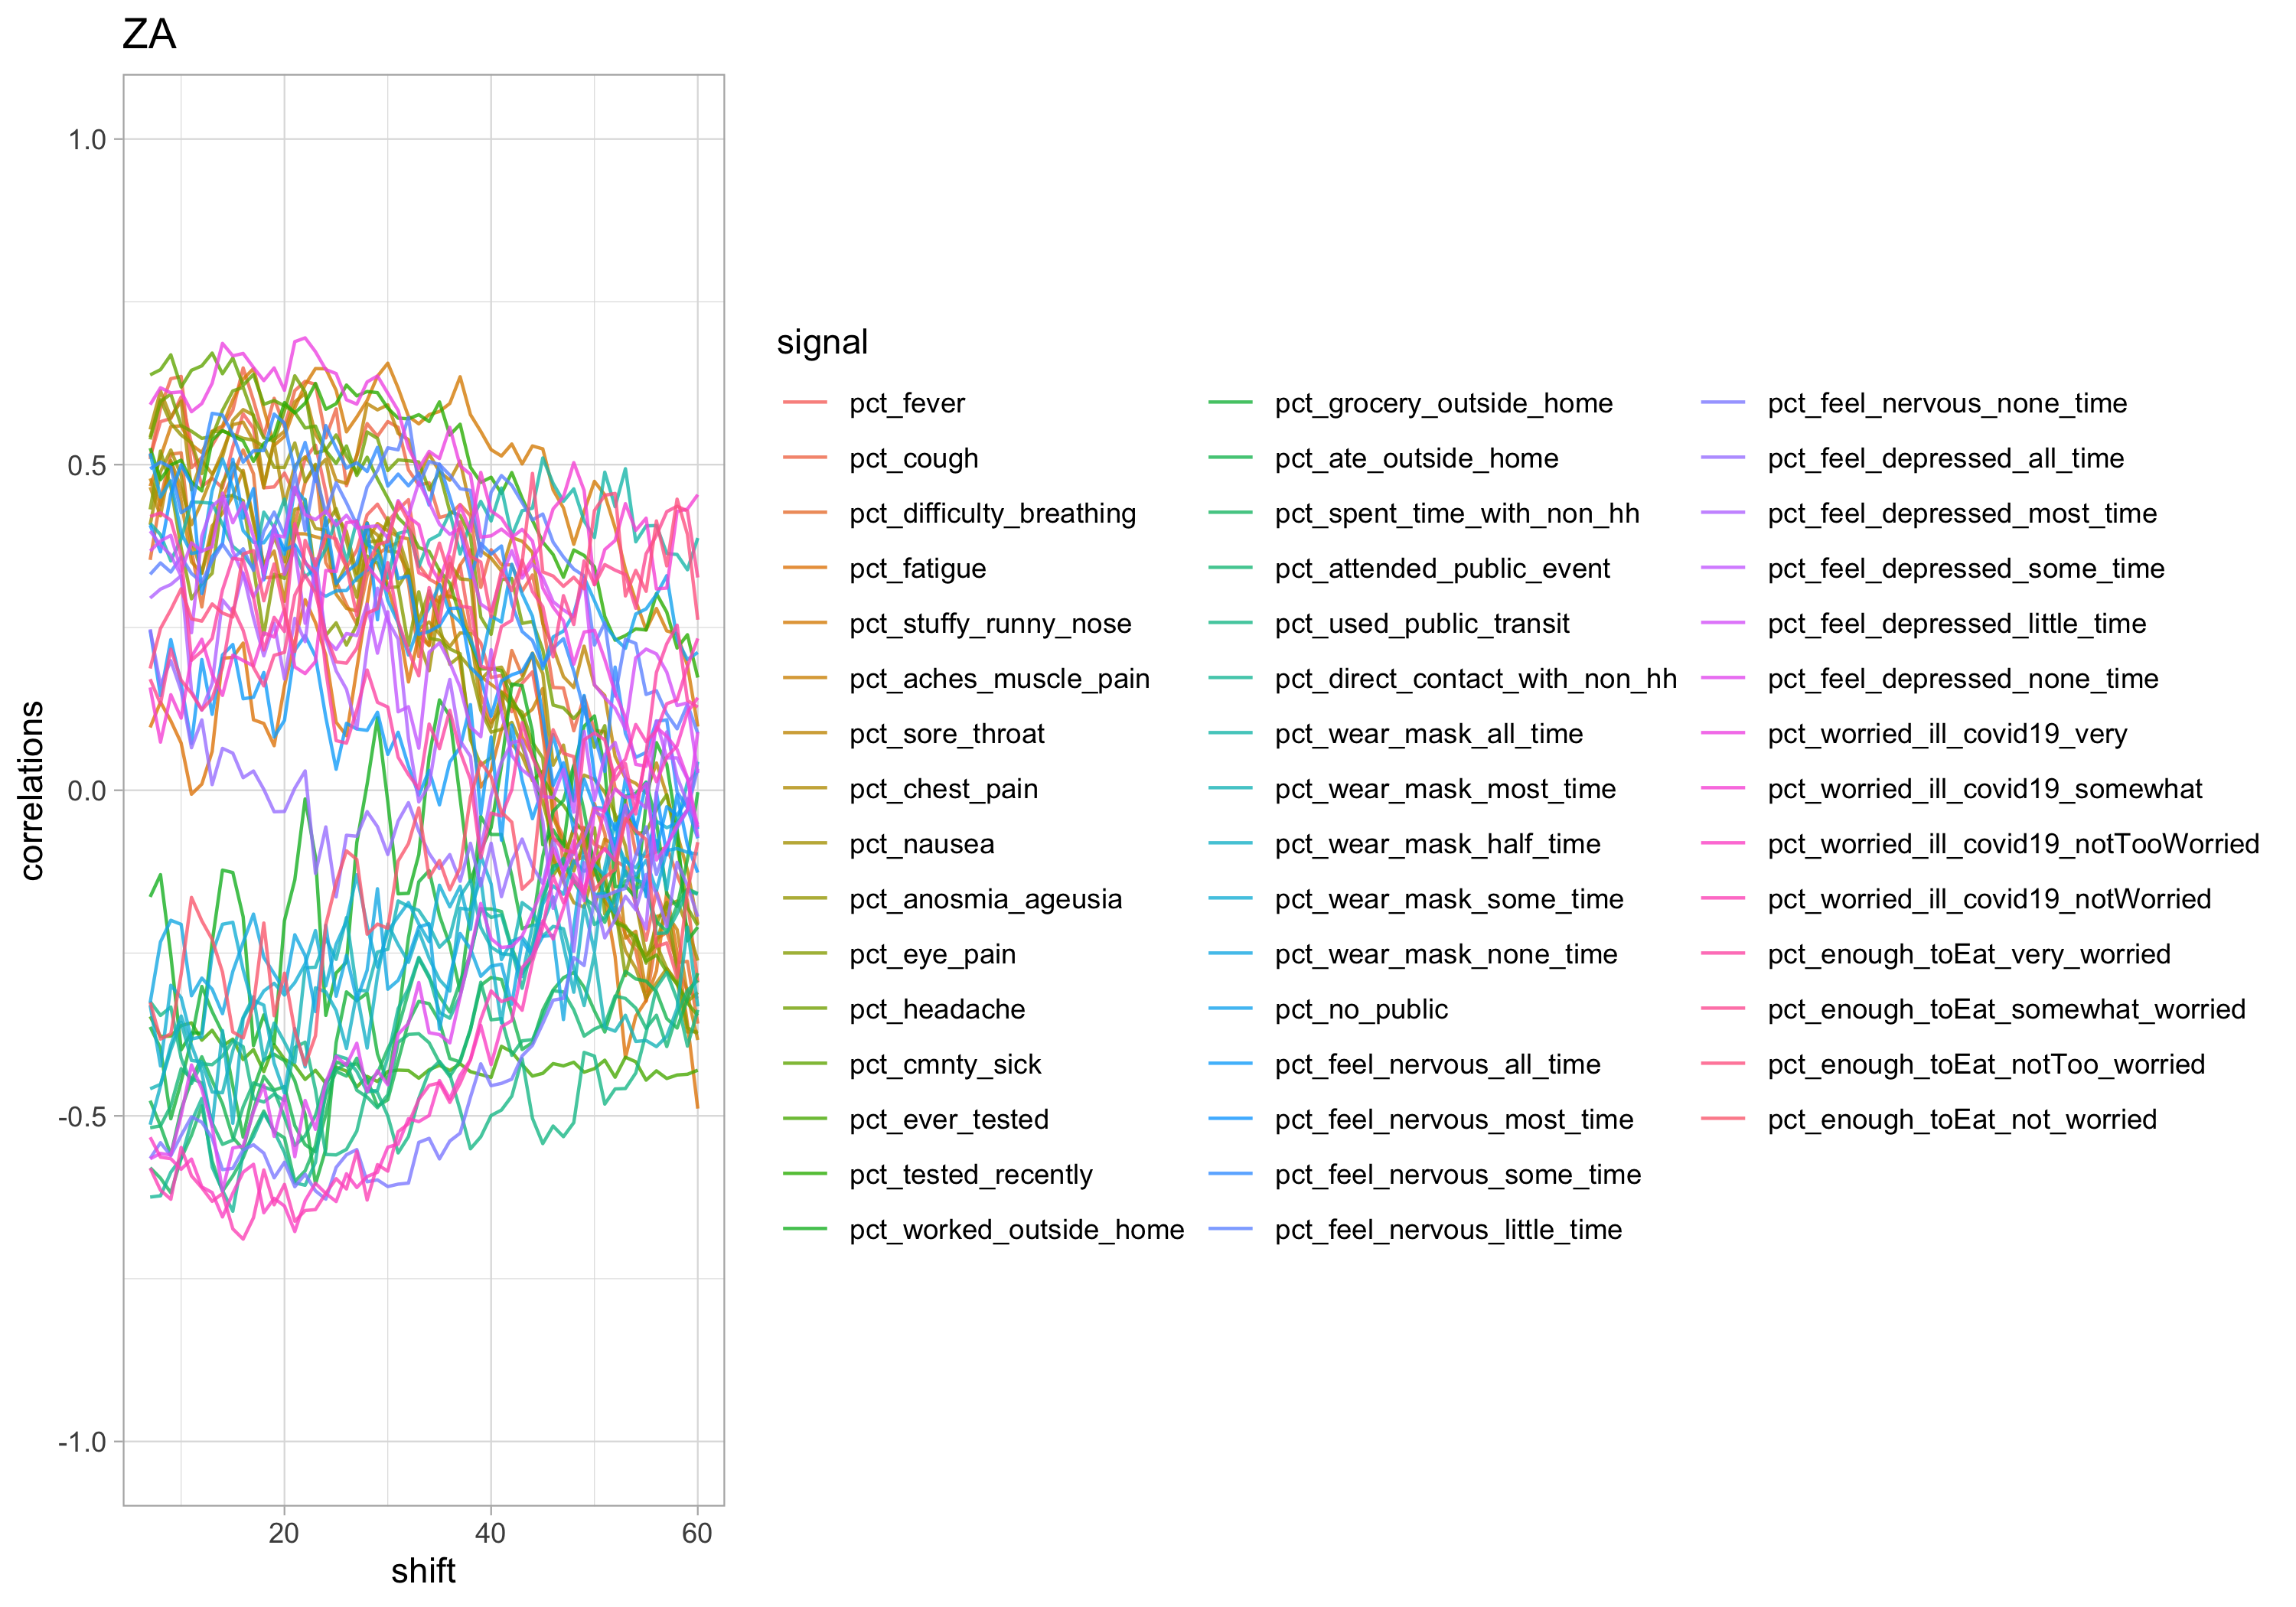 ZA
1.0
0.5
0.0
-0.5
-1.0
correlations
20
40
60
shift
signal
pct_fever
pct_cough
pct_difficulty_breathing
pct_fatigue
pct_stuffy_runny_nose
pct_aches_muscle_pain
pct_sore_throat
pct_chest_pain
pct_nausea
pct_anosmia_ageusia
pct_eye_pain
pct_headache
pct_cmnty_sick
pct_ever_tested
pct_tested_recently
pct_worked_outside_home
pct_grocery_outside_home
pct_ate_outside_home
pct_spent_time_with_non_hh
pct_attended_public_event
pct_used_public_transit
pct_direct_contact_with_non_hh
pct_wear_mask_all_time
pct_wear_mask_most_time
pct_wear_mask_half_time
pct_wear_mask_some_time
pct_wear_mask_none_time
pct_no_public
pct_feel_nervous_all_time
pct_feel_nervous_most_time
pct_feel_nervous_some_time
pct_feel_nervous_little_time
pct_feel_nervous_none_time
pct_feel_depressed_all_time
pct_feel_depressed_most_time
pct_feel_depressed_some_time
pct_feel_depressed_little_time
pct_feel_depressed_none_time
pct_worried_ill_covid19_very
pct_worried_ill_covid19_somewhat
pct_worried_ill_covid19_notTooWorried
pct_worried_ill_covid19_notWorried
pct_enough_toEat_very_worried
pct_enough_toEat_somewhat_worried
pct_enough_toEat_notToo_worried
pct_enough_toEat_not_worried